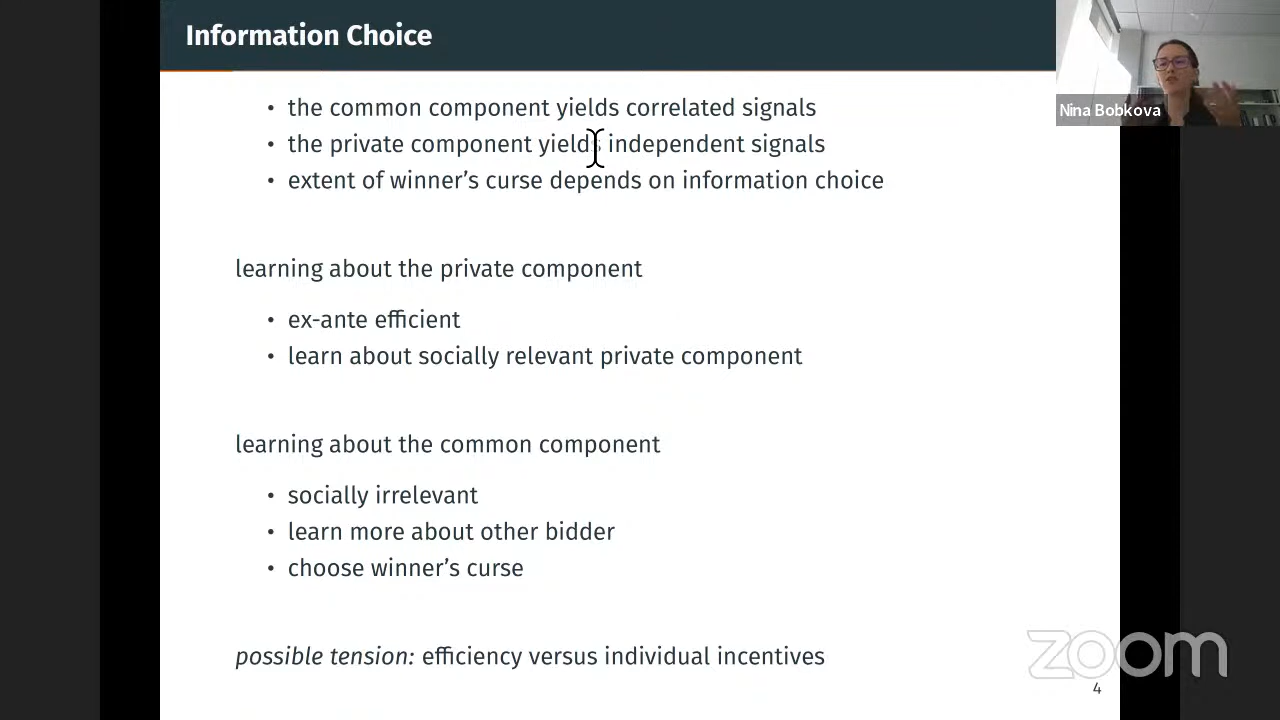 Information Choice
• the common component yields correlated signals
• the private component yields independent signals
• extent of winner's curse depends on information choice
learning about the private component
• ex-ante efficient
• learn about socially relevant private component
learning about the common component
• socially irrelevant
• learn more about other bidder
• choose winner's curse
possible tension: efficiency versus individual incentives
4
Nina Bobkova
zoom